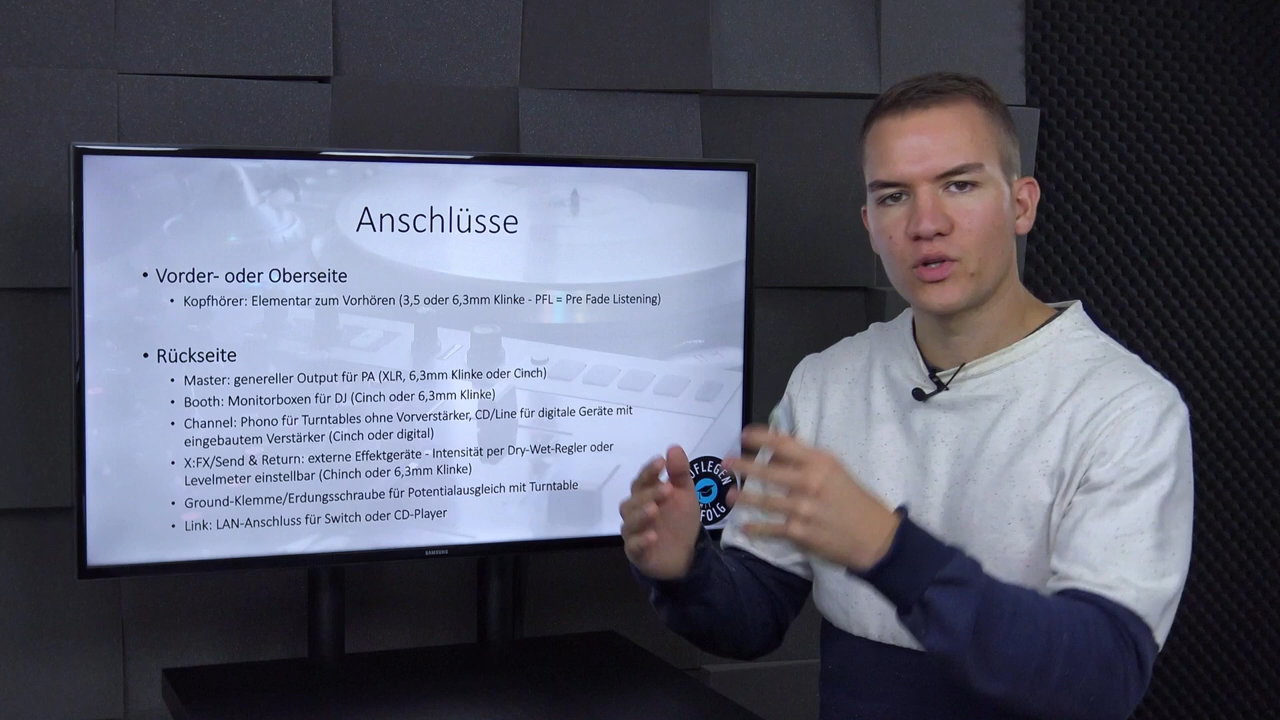 Anschlüsse
• Vorder- oder Oberseite
• Kopfhörer: Elementar zum Vorhören (3,5 oder 6,3mm Klinke - PFL = Pre Fade Listening)
• Rückseite
• Master: genereller Output für PA (XLR, 6,3mm Klinke oder Cinch)
• Booth: Monitorboxen für DJ (Cinch oder 6,3mm Klinke)
• Channel: Phono für Turntables ohne Vorverstärker, CD/Line für digitale Geräte mit
eingebautem Verstärker (Cinch oder digital)
• X:FX/Send & Return: externe Effektgeräte - Intensität per Dry-Wet-Regler oder
Levelmeter einstellbar (Chinch oder 6,3mm Klinke)
• Ground-Klemme/Erdungsschraube für Potentialausgleich mit Turntable
• Link: LAN-Anschluss für Switch oder CD-Player
SAMSUNG